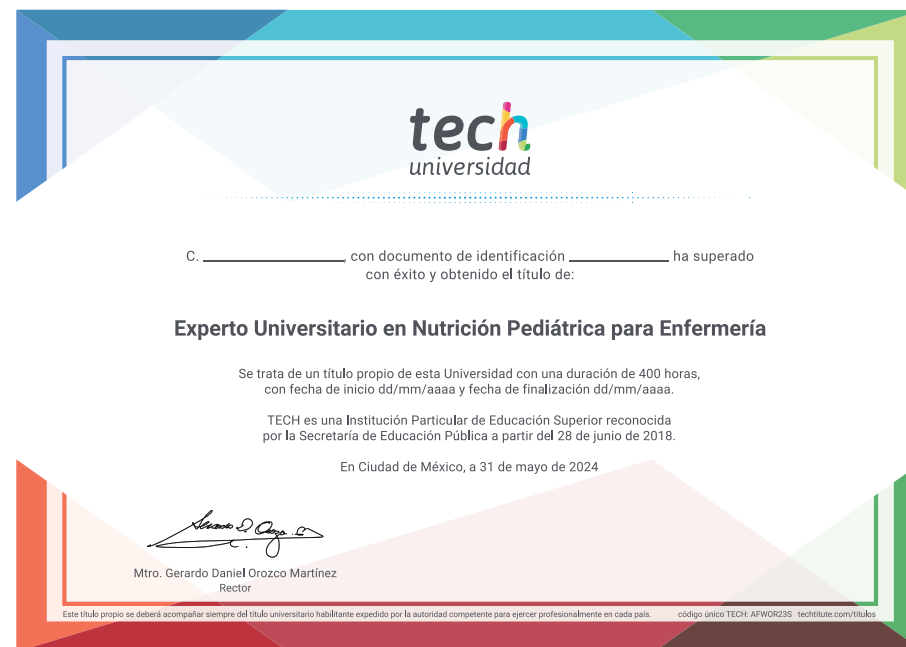 tech
universidad
C. ____________, con documento de identificación ____________ ha superado
con éxito y obtenido el título de:
Experto Universitario en Nutrición Pediátrica para Enfermería
Se trata de un título propio de esta Universidad con una duración de 400 horas,
con fecha de inicio dd/mm/aaaa y fecha de finalización dd/mm/aaaa.
TECH es una Institución Particular de Educación Superior reconocida
por la Secretaría de Educación Pública a partir del 28 de junio de 2018.
En Ciudad de México, a 31 de mayo de 2024
Mtro. Gerardo Daniel Orozco Martínez
Rector
Este título propio se deberá acompañar siempre del título universitario habilitante expedido por la autoridad competente para ejercer profesionalmente en cada país. código único TECH: AFWOR23S techtitute.com/titulos